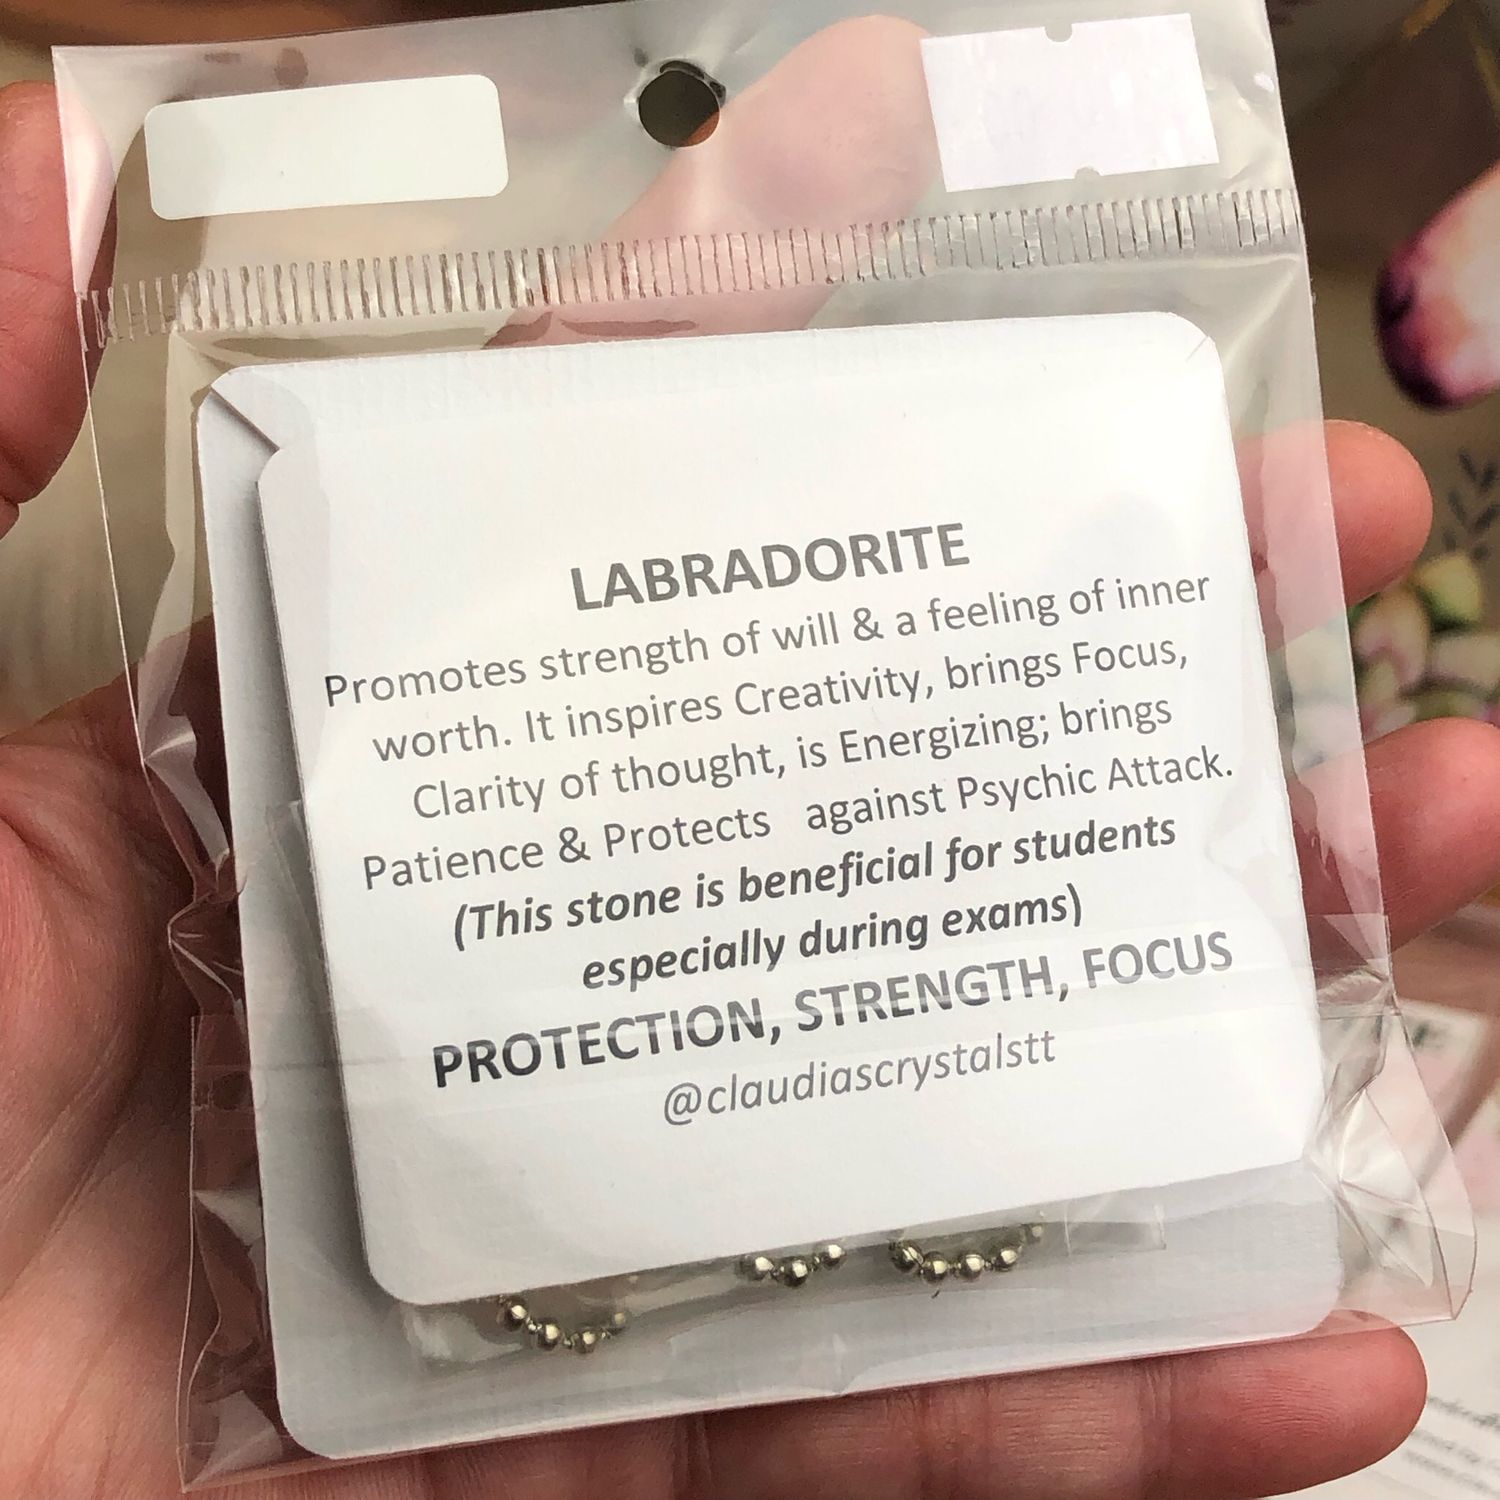 LABRADORITE
Promotes strength of will & a feeling of inner
worth. It inspires Creativity, brings Focus,
Clarity of thought, is Energizing; brings
Patience & Protects against Psychic Attack.
(This stone is beneficial for students
especially during exams)
PROTECTION, STRENGTH, FOCUS
@claudiascrystalstt